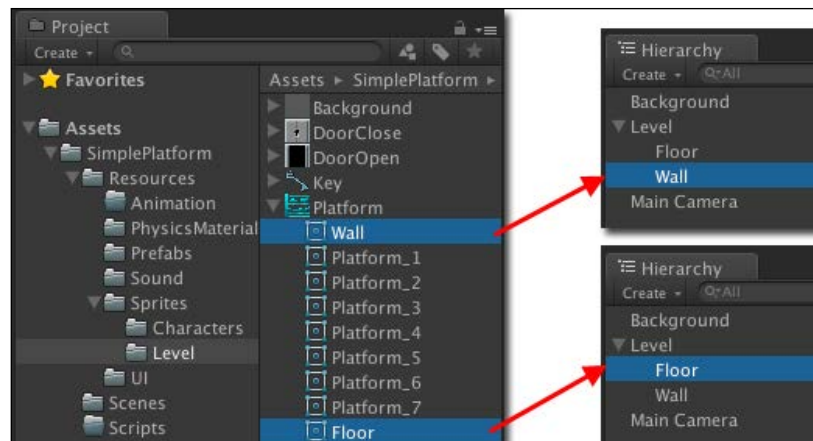 Project
Create
Favorites
Assets
SimplePlatform
Resources
Animation
PhysicsMaterial
Prefabs
Sound
Sprites
Characters
Level
UI
Scenes
Scripts
Assets ▸ SimplePlatform ▸
Background
DoorClose
DoorOpen
Key
Platform
Wall
Platform_1
Platform_2
Platform_3
Platform_4
Platform_5
Platform_6
Platform_7
Floor
Hierarchy
Create All
Background
Level
Floor
Wall
Main Camera
Hierarchy
Create All
Background
Level
Floor
Wall
Main Camera